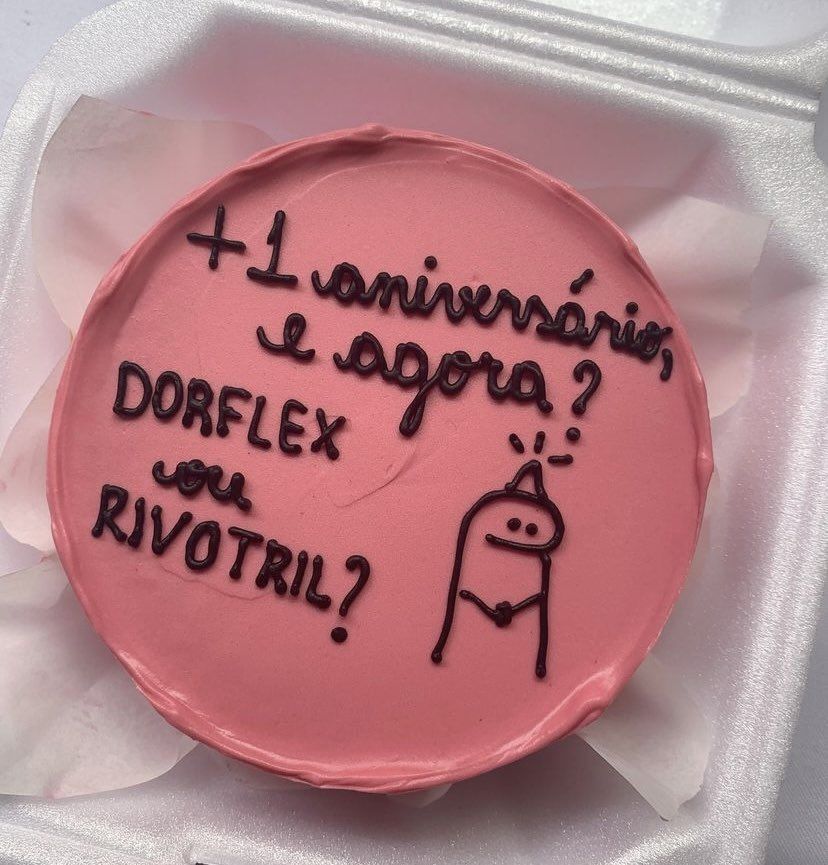 +1 aniversário,
e agora?
DORFLEX
ou
RIVOTRIL?